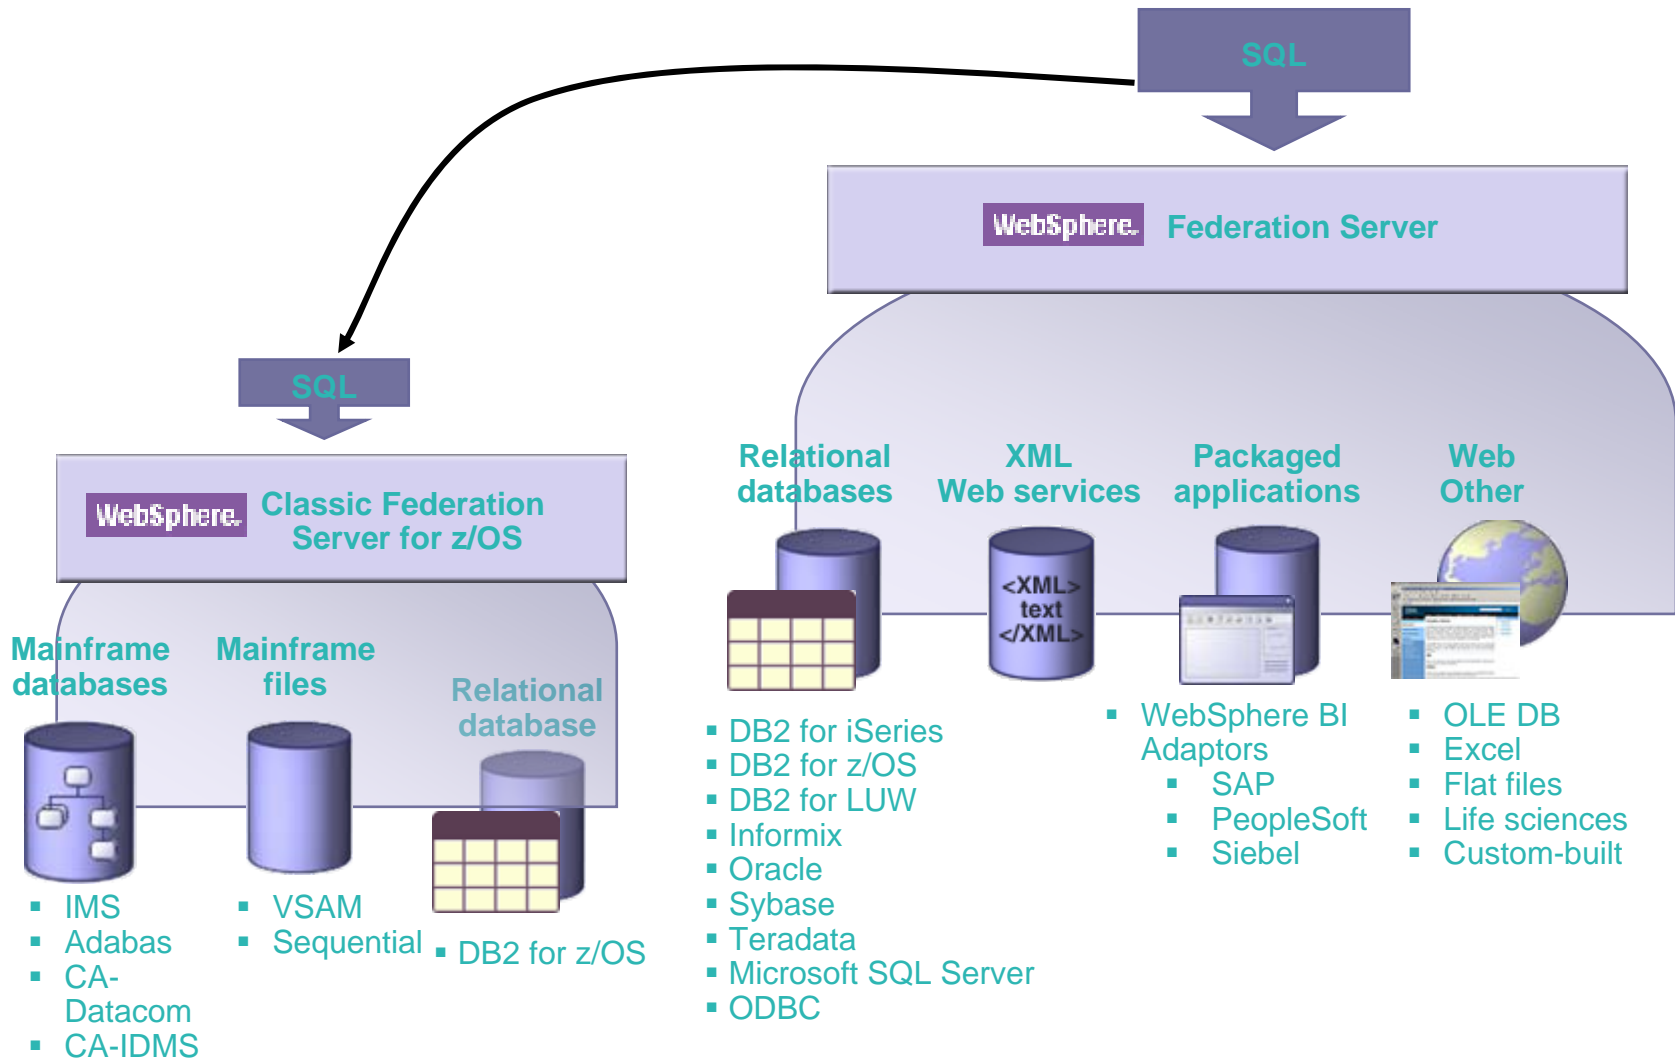 SQL
WebSphere. Federation Server
SQL
WebSphere. Classic Federation
Server for z/OS
Relational
databases
XML
Web services
Packaged
applications
Web
Other
<XML>
text
</XML>
Mainframe
databases
Mainframe
files
Relational
database
▪ IMS
▪ Adabas
▪ CA-
Datacom
▪ CA-IDMS
▪ VSAM
▪ Sequential
▪ DB2 for z/OS
▪ DB2 for iSeries
▪ DB2 for z/OS
▪ DB2 for LUW
▪ Informix
▪ Oracle
▪ Sybase
▪ Teradata
▪ Microsoft SQL Server
▪ ODBC
▪ WebSphere BI
Adaptors
▪ SAP
▪ PeopleSoft
▪ Siebel
▪ OLE DB
▪ Excel
▪ Flat files
▪ Life sciences
▪ Custom-built